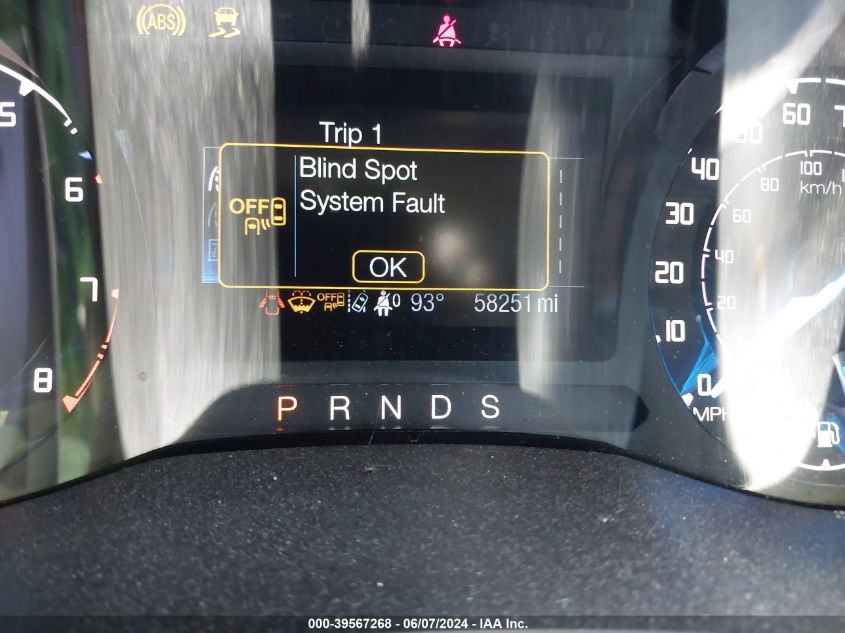 ABS
Trip 1
Blind Spot
System Fault
OFF
OK
OFF
0 93° 58251 mi
P R N D S
5
6
7
8
60
7
50
40
30
20
10
0
MPH
100
80
km/h
60
40
20
000-39567268 - 06/07/2024 - IAA Inc.